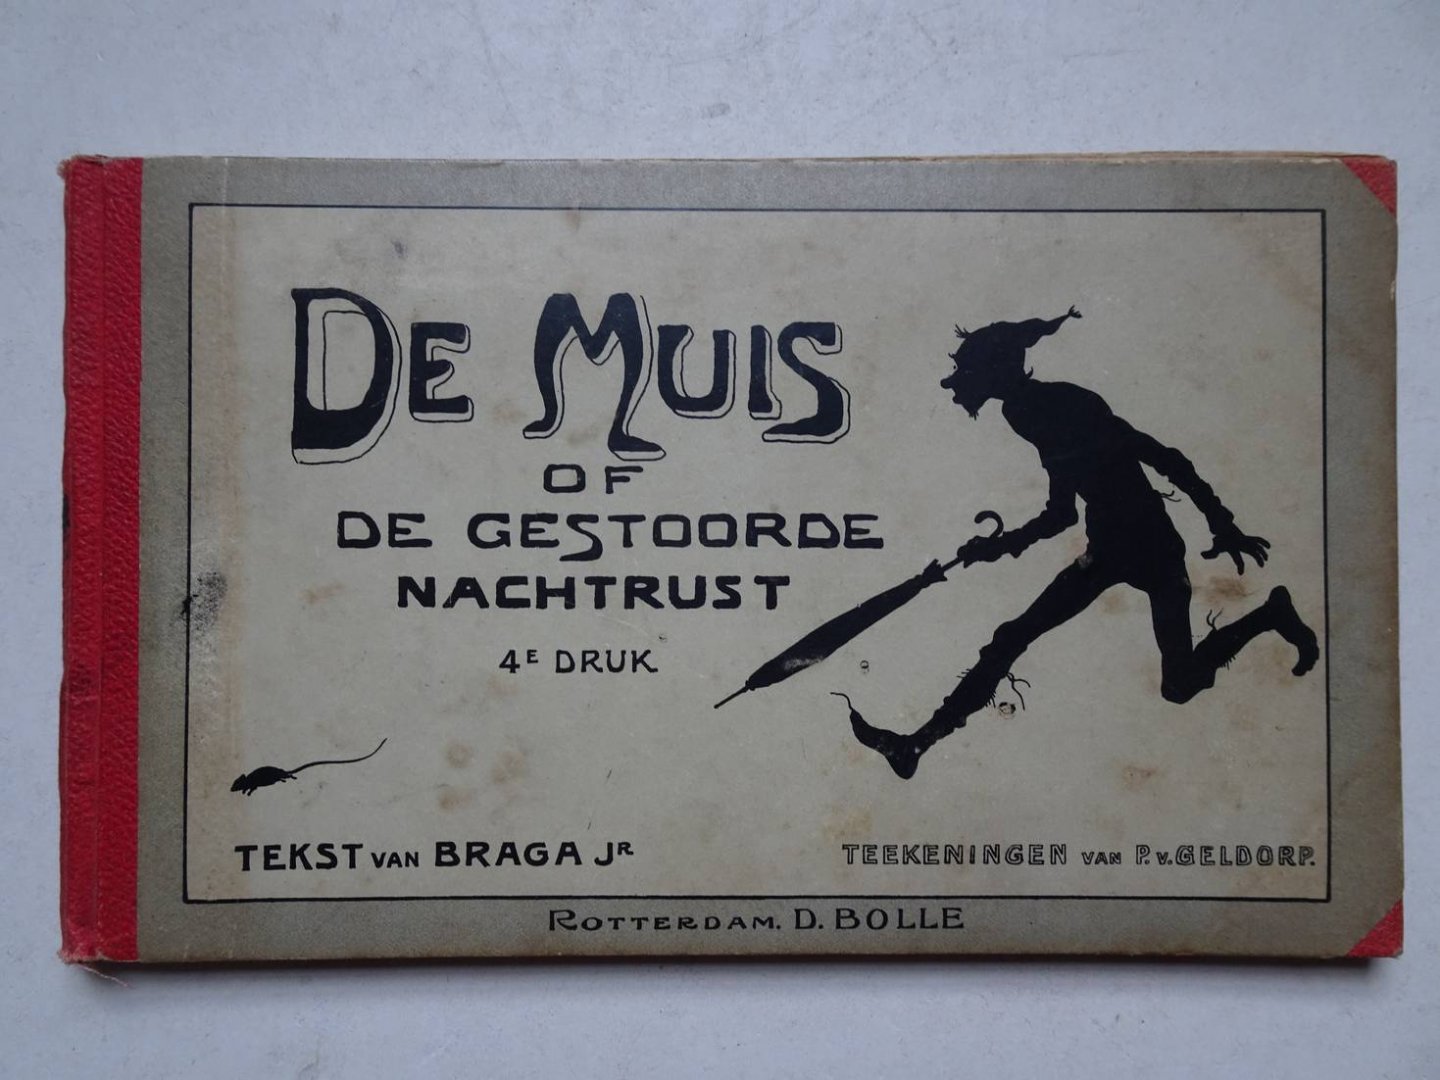 DE MUIS
OF
DE GESTOORDE
NACHTRUST
4E DRUK
TEKST VAN BRAGA JR
TEEKENINGEN VAN P. v. GELDORP.
ROTTERDAM. D. BOLLE